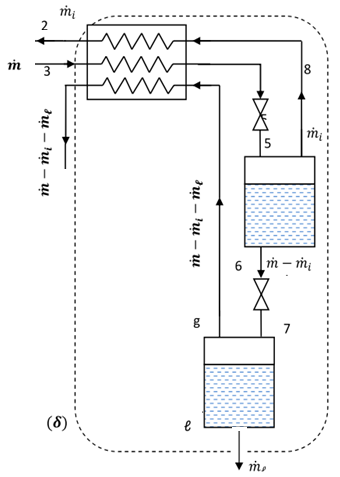 2
ṁᵢ
ṁ
3
8
ṁ − ṁᵢ − ṁℓ
5
ṁᵢ
ṁ − ṁᵢ − ṁℓ
6
ṁ − ṁᵢ
g
7
(δ)
ℓ
ṁℓ